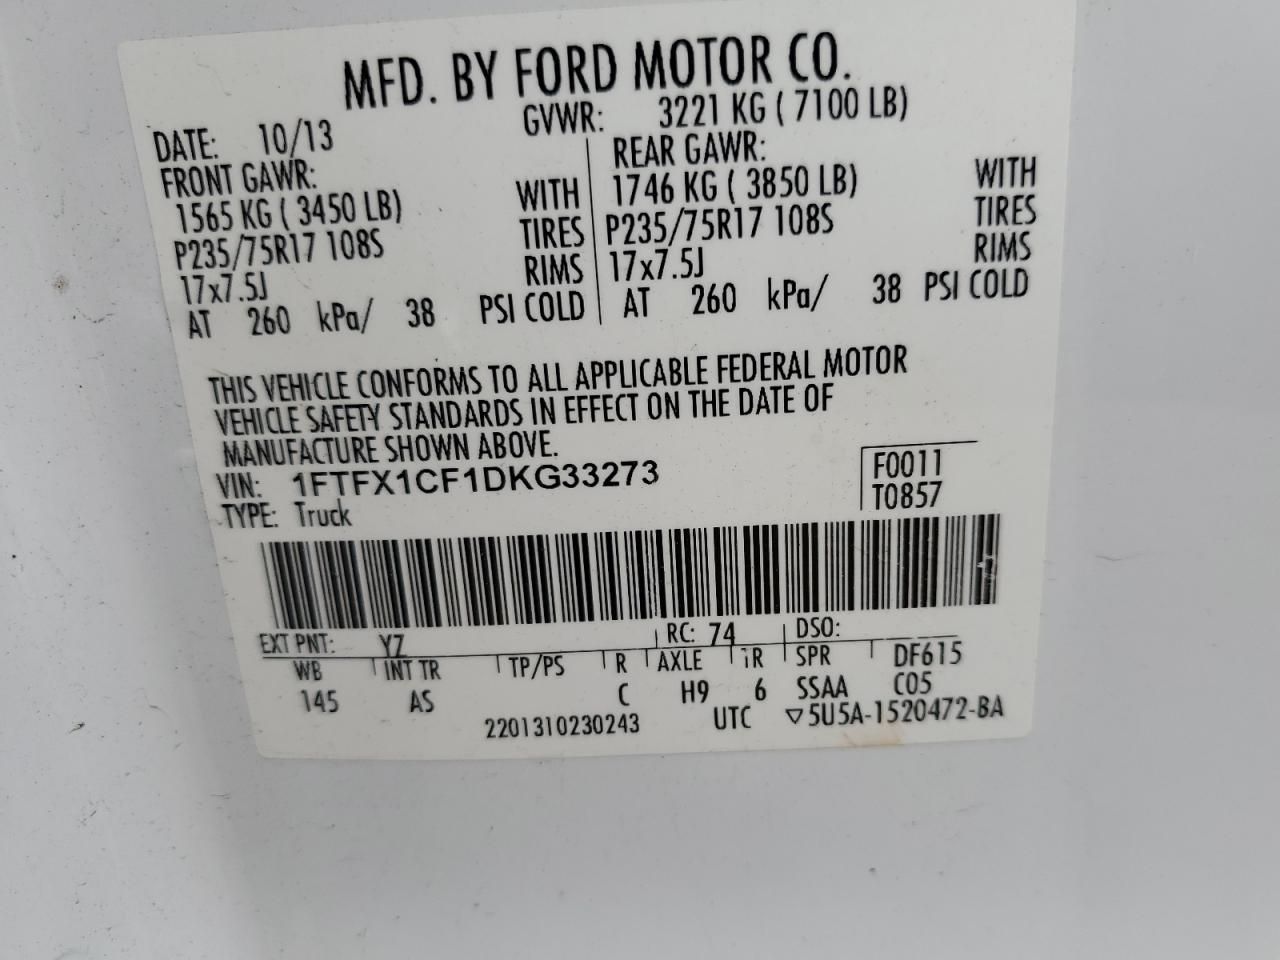 MFD. BY FORD MOTOR CO.
DATE: 10/13 GVWR: 3221 KG ( 7100 LB)
FRONT GAWR: REAR GAWR:
1565 KG ( 3450 LB) WITH 1746 KG ( 3850 LB) WITH
P235/75R17 108S TIRES P235/75R17 108S TIRES
17x7.5J RIMS 17x7.5J RIMS
AT 260 kPa/ 38 PSI COLD AT 260 kPa/ 38 PSI COLD
THIS VEHICLE CONFORMS TO ALL APPLICABLE FEDERAL MOTOR
VEHICLE SAFETY STANDARDS IN EFFECT ON THE DATE OF
MANUFACTURE SHOWN ABOVE.
VIN: 1FTFX1CF1DKG33273 F0011
TYPE: Truck T0857
EXT PNT: YZ RC: 74 DSO:
WB INT TR TP/PS R AXLE TR SPR DF615
145 AS C H9 6 SSAA C05
2201310230243 UTC ▽5U5A-1520472-BA